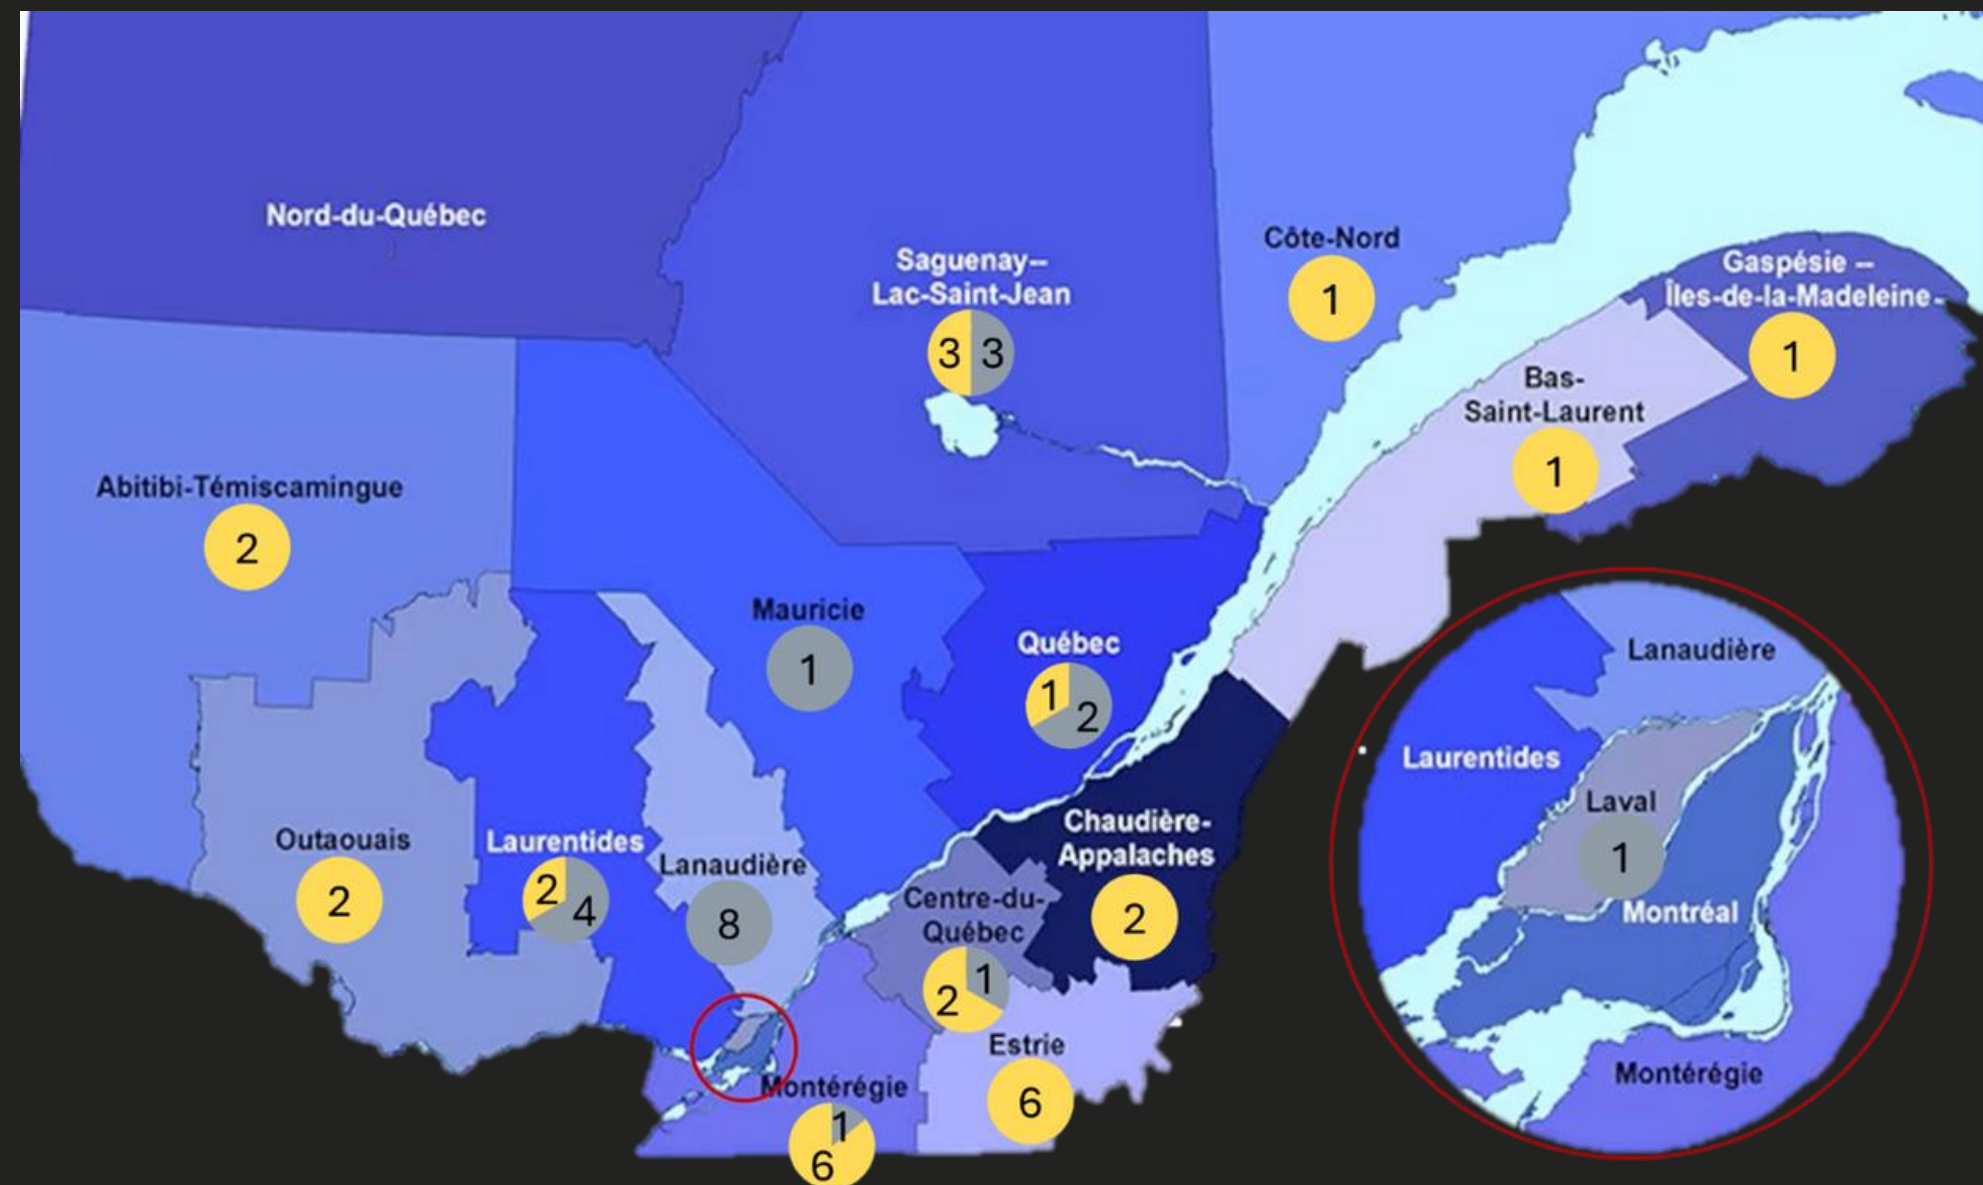 Nord-du-Québec
Saguenay–
Lac-Saint-Jean
3 3
Côte-Nord
1
Gaspésie –
Îles-de-la-Madeleine
1
Bas-
Saint-Laurent
1
Abitibi-Témiscamingue
2
Mauricie
1
Québec
1
2
Outaouais
2
Laurentides
2
4
Lanaudière
8
Chaudière-
Appalaches
2
Centre-du-
Québec
1
2
Estrie
6
Montérégie
1
6
Lanaudière
Laurentides
Laval
1
Montréal
Montérégie